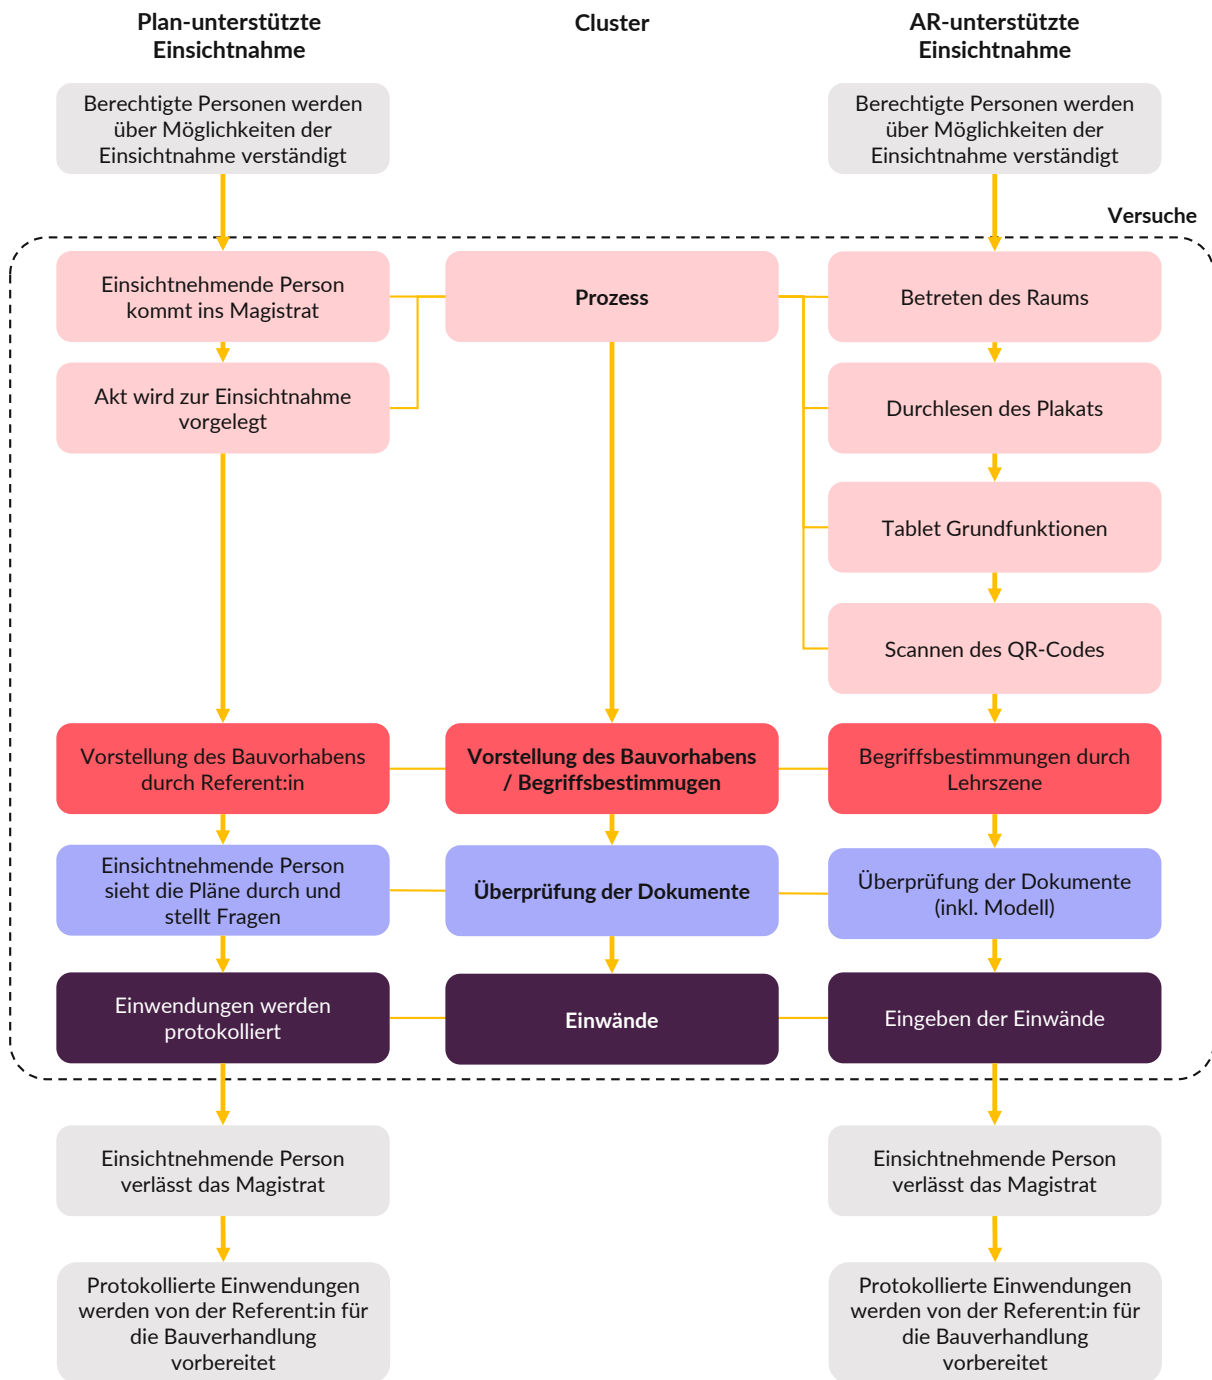 Plan-unterstützte
Einsichtnahme
Cluster
AR-unterstützte
Einsichtnahme
Berechtigte Personen werden
über Möglichkeiten der
Einsichtnahme verständigt
Berechtigte Personen werden
über Möglichkeiten der
Einsichtnahme verständigt
Versuche
Einsichtnehmende Person
kommt ins Magistrat
Prozess
Betreten des Raums
Akt wird zur Einsichtnahme
vorgelegt
Durchlesen des Plakats
Tablet Grundfunktionen
Scannen des QR-Codes
Vorstellung des Bauvorhabens
durch Referent:in
Vorstellung des Bauvorhabens
/ Begriffsbestimmugen
Begriffsbestimmungen durch
Lehrszene
Einsichtnehmende Person
sieht die Pläne durch und
stellt Fragen
Überprüfung der Dokumente
Überprüfung der Dokumente
(inkl. Modell)
Einwendungen werden
protokolliert
Einwände
Eingeben der Einwände
Einsichtnehmende Person
verlässt das Magistrat
Einsichtnehmende Person
verlässt das Magistrat
Protokollierte Einwendungen
werden von der Referent:in für
die Bauverhandlung
vorbereitet
Protokollierte Einwendungen
werden von der Referent:in für
die Bauverhandlung
vorbereitet